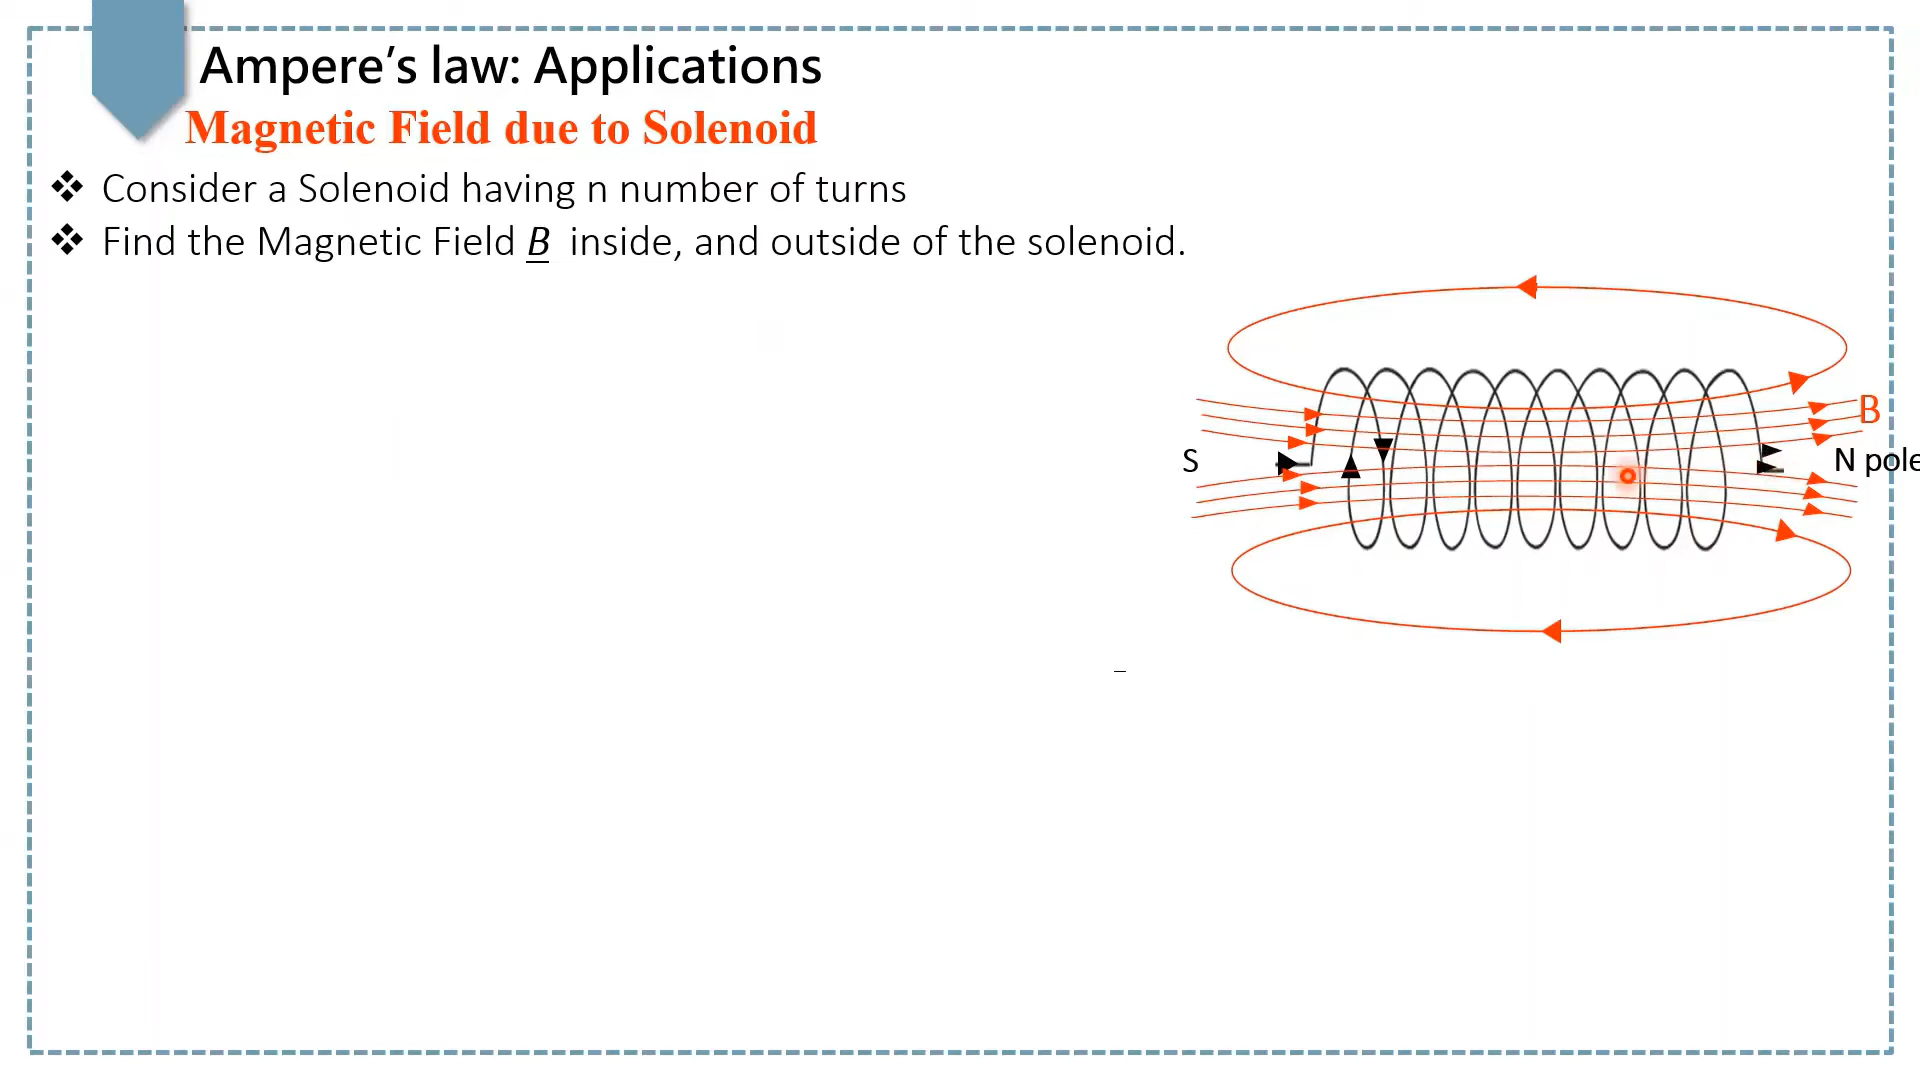 Ampere’s law: Applications
Magnetic Field due to Solenoid
❖ Consider a Solenoid having n number of turns
❖ Find the Magnetic Field B inside, and outside of the solenoid.
B
S
N pole